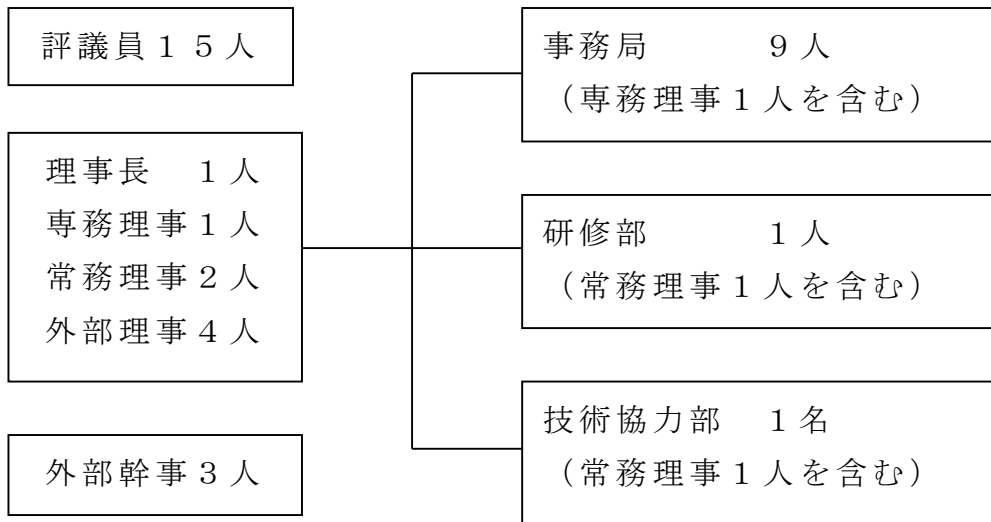 評議員１５人
理事長　１人
専務理事１人
常務理事２人
外部理事４人
外部幹事３人
事務局　　９人
（専務理事１人を含む）
研修部　　１人
（常務理事１人を含む）
技術協力部　１名
（常務理事１人を含む）